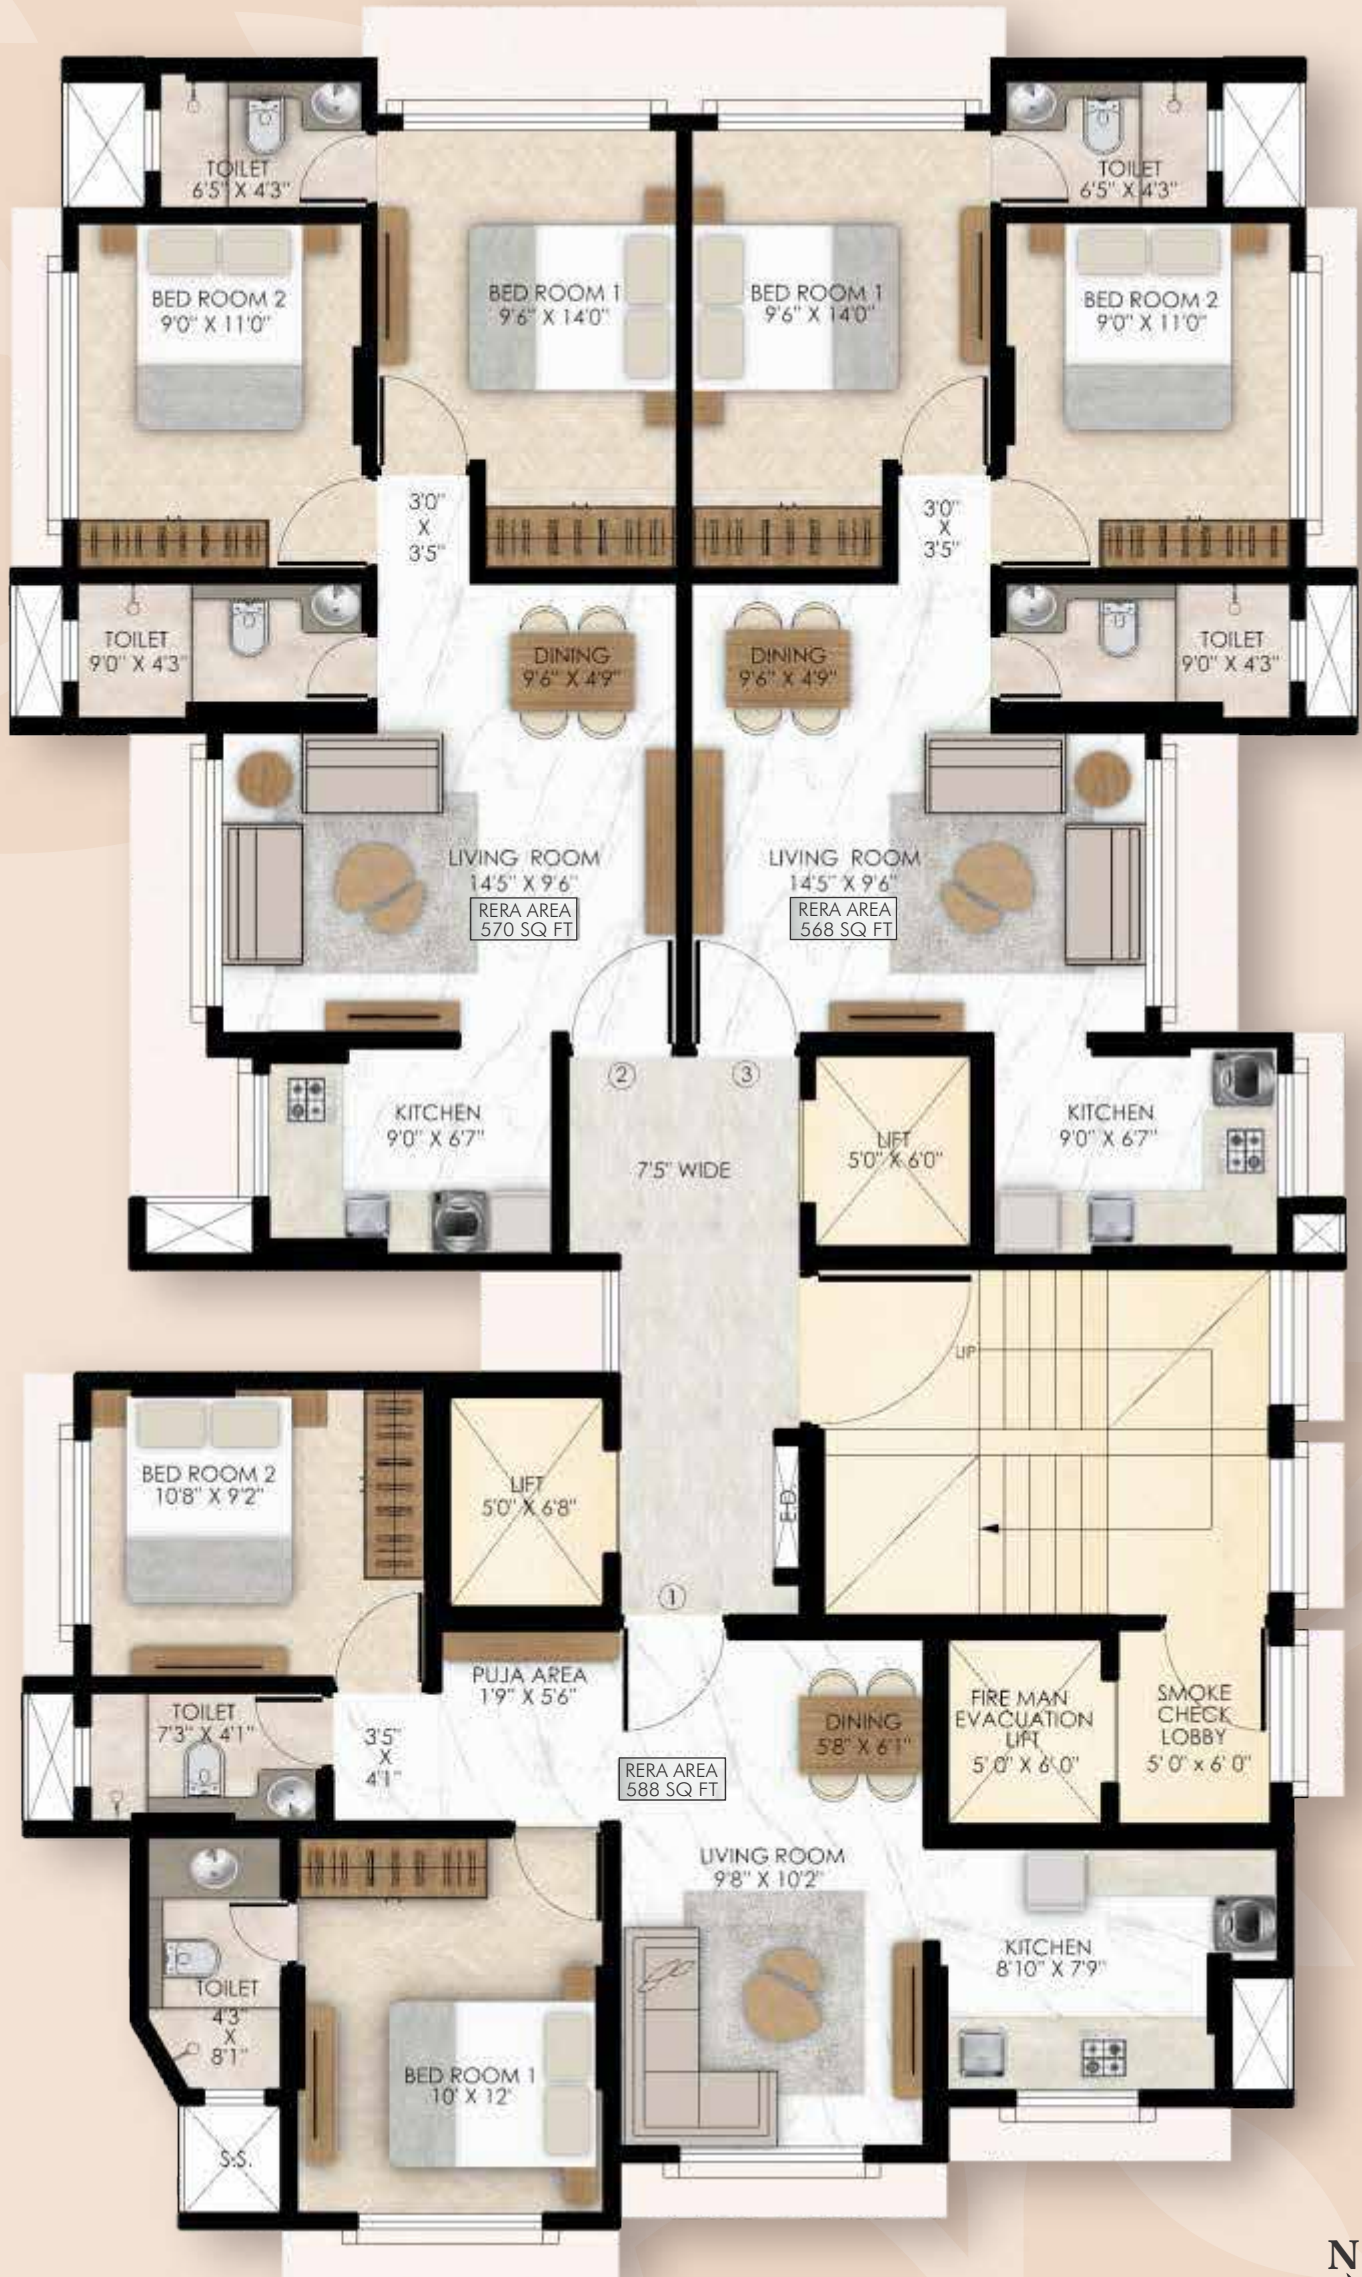 TOILET
6'5" X 4'3"
TOILET
6'5" X 4'3"
BED ROOM 2
9'0" X 11'0"
BED ROOM 1
9'6" X 14'0"
BED ROOM 1
9'6" X 14'0"
BED ROOM 2
9'0" X 11'0"
3'0"
X
3'5"
3'0"
X
3'5"
TOILET
9'0" X 4'3"
DINING
9'6" X 4'9"
DINING
9'6" X 4'9"
TOILET
9'0" X 4'3"
LIVING ROOM
14'5" X 9'6"
RERA AREA
570 SQ FT
LIVING ROOM
14'5" X 9'6"
RERA AREA
568 SQ FT
2
3
KITCHEN
9'0" X 6'7"
7'5" WIDE
LIFT
5'0" X 6'0"
KITCHEN
9'0" X 6'7"
UP
BED ROOM 2
10'8" X 9'2"
LIFT
5'0" X 6'8"
E.D.
1
PUJA AREA
1'9" X 5'6"
TOILET
7'3" X 4'1"
3'5"
X
4'1"
DINING
5'8" X 6'1"
FIRE MAN
EVACUATION
LIFT
5' 0" X 6' 0"
SMOKE
CHECK
LOBBY
5' 0" x 6' 0"
RERA AREA
588 SQ FT
LIVING ROOM
9'8" X 10'2"
KITCHEN
8'10" X 7'9"
TOILET
4'3"
X
8'1"
BED ROOM 1
10' X 12'
S.S.
N